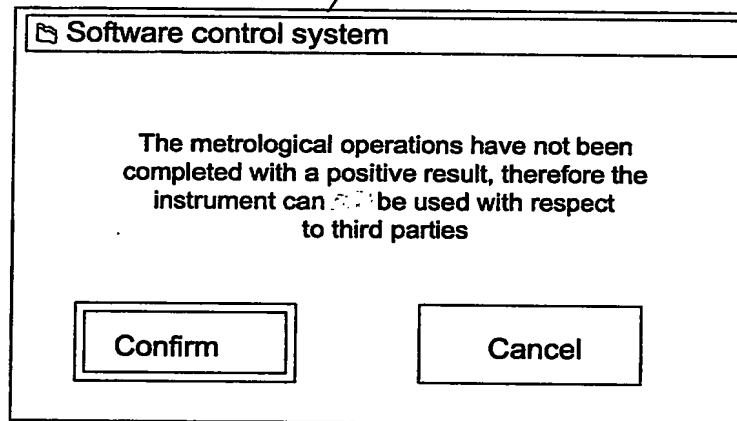 Software control system
The metrological operations have not been
completed with a positive result, therefore the
instrument can be used with respect
to third parties
Confirm
Cancel